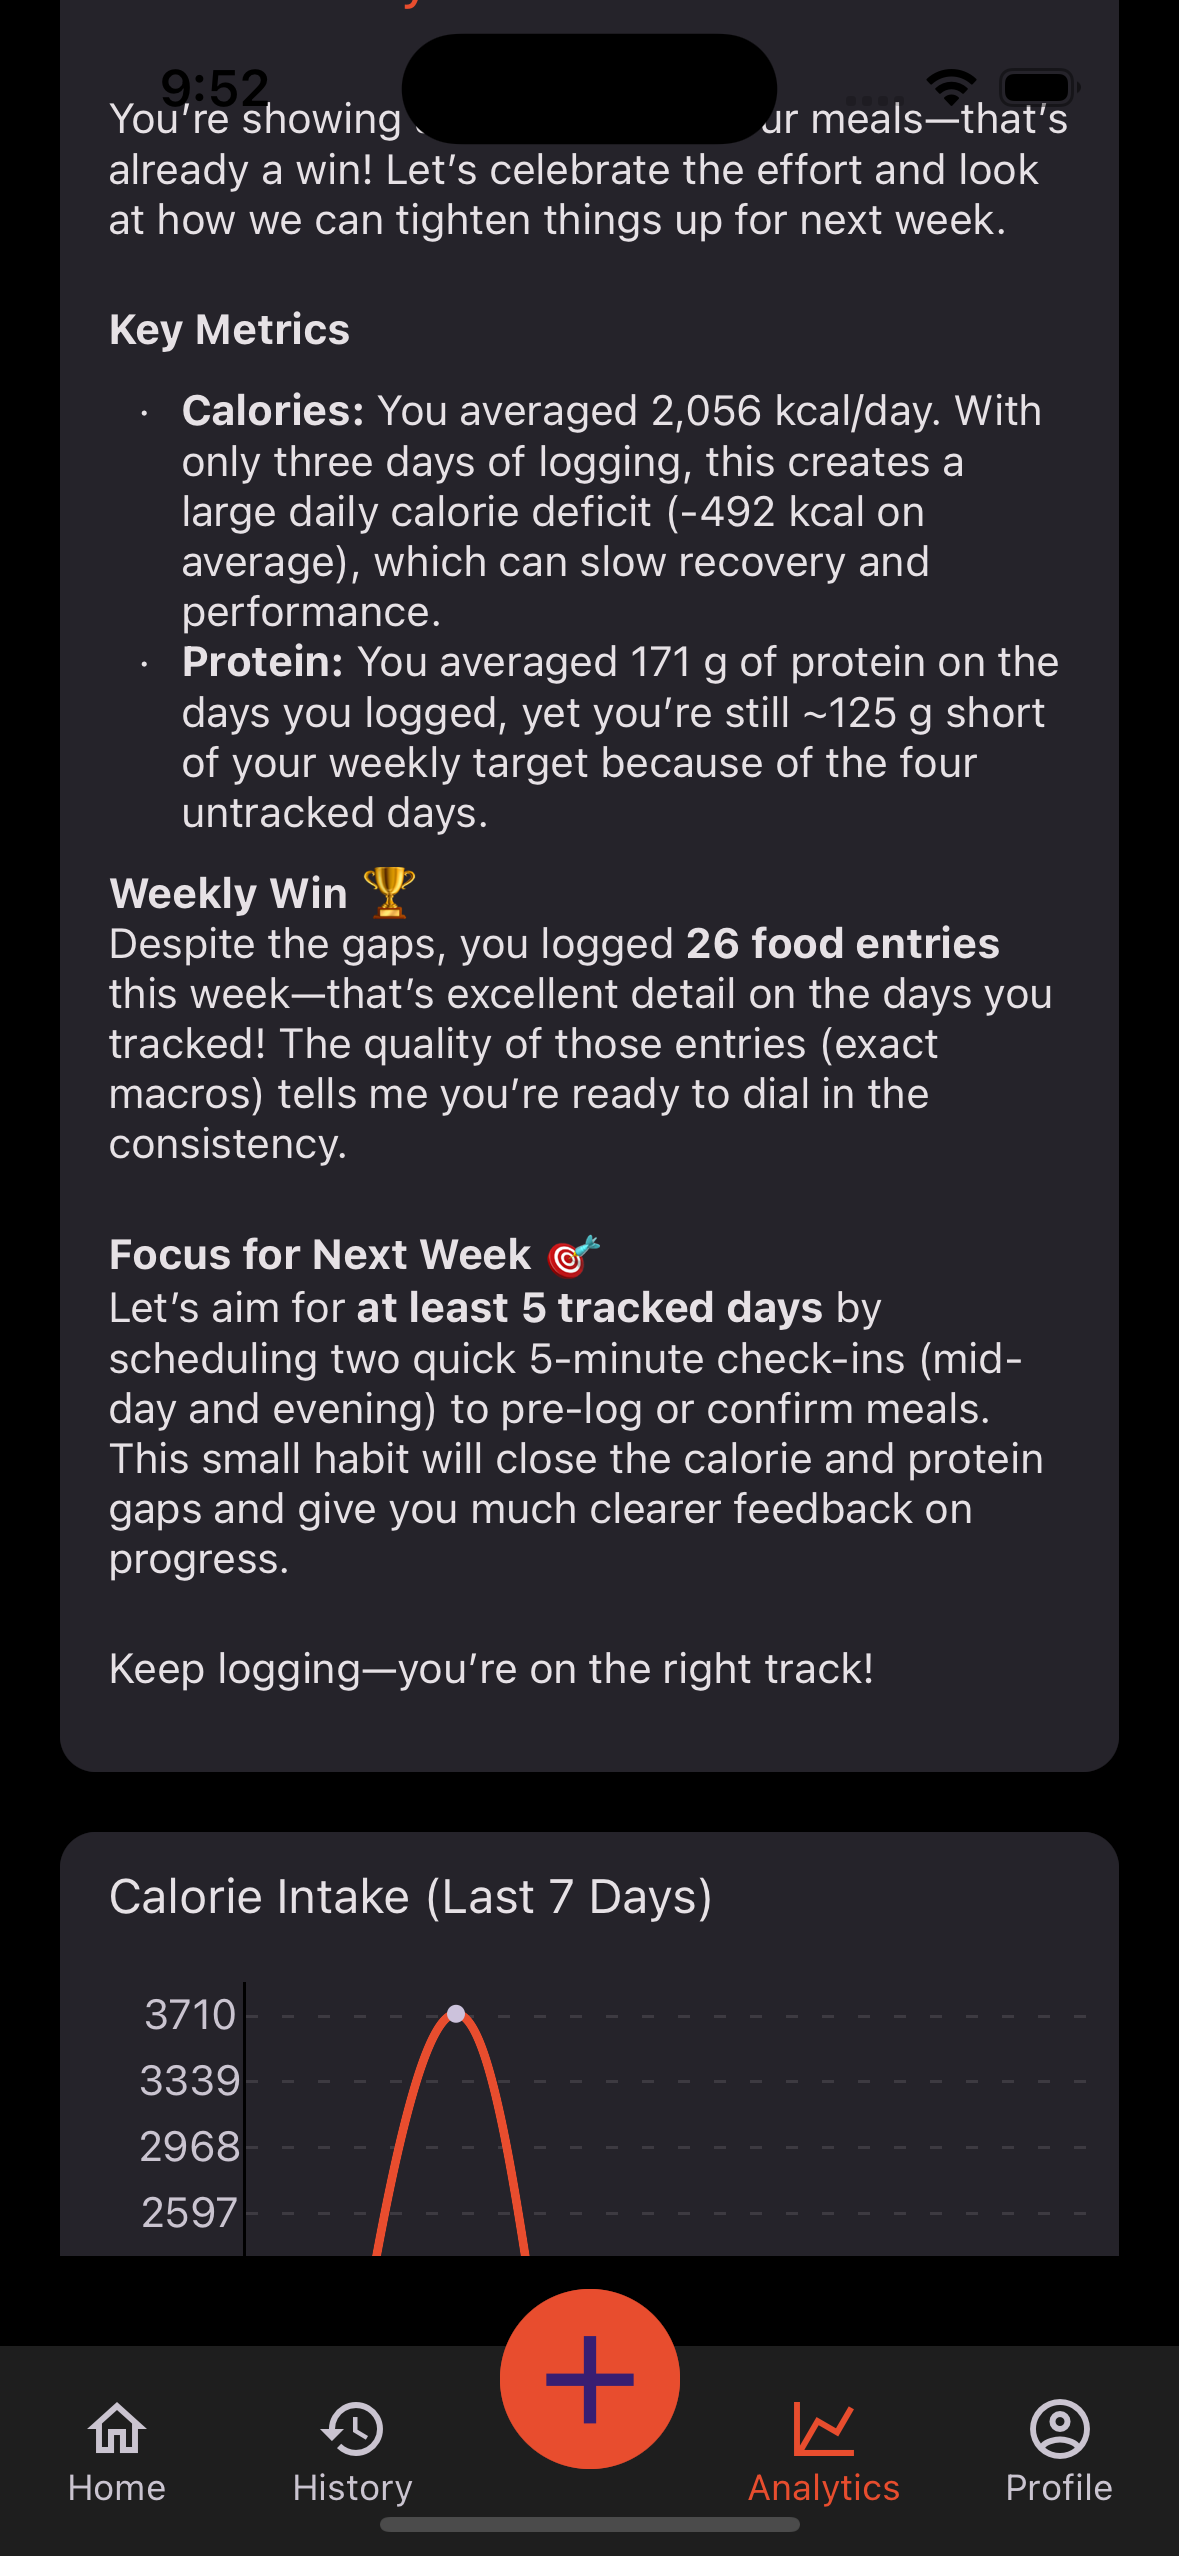 9:52
You're showing ur meals—that's
already a win! Let's celebrate the effort and look
at how we can tighten things up for next week.
Key Metrics
· Calories: You averaged 2,056 kcal/day. With
only three days of logging, this creates a
large daily calorie deficit (-492 kcal on
average), which can slow recovery and
performance.
· Protein: You averaged 171 g of protein on the
days you logged, yet you're still ~125 g short
of your weekly target because of the four
untracked days.
Weekly Win 🏆
Despite the gaps, you logged 26 food entries
this week—that's excellent detail on the days you
tracked! The quality of those entries (exact
macros) tells me you're ready to dial in the
consistency.
Focus for Next Week 🎯
Let's aim for at least 5 tracked days by
scheduling two quick 5-minute check-ins (mid-
day and evening) to pre-log or confirm meals.
This small habit will close the calorie and protein
gaps and give you much clearer feedback on
progress.
Keep logging—you're on the right track!
Calorie Intake (Last 7 Days)
3710
3339
2968
2597
Home
History
Analytics
Profile